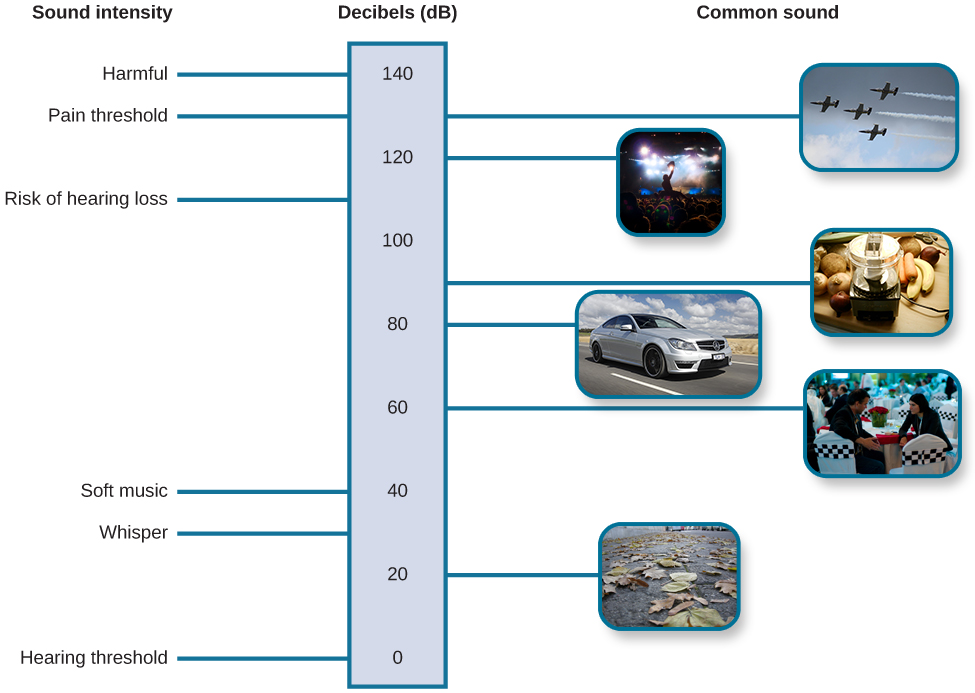 Sound intensity
Decibels (dB)
Common sound
Harmful
140
Pain threshold
120
Risk of hearing loss
100
80
60
Soft music
40
Whisper
20
Hearing threshold
0